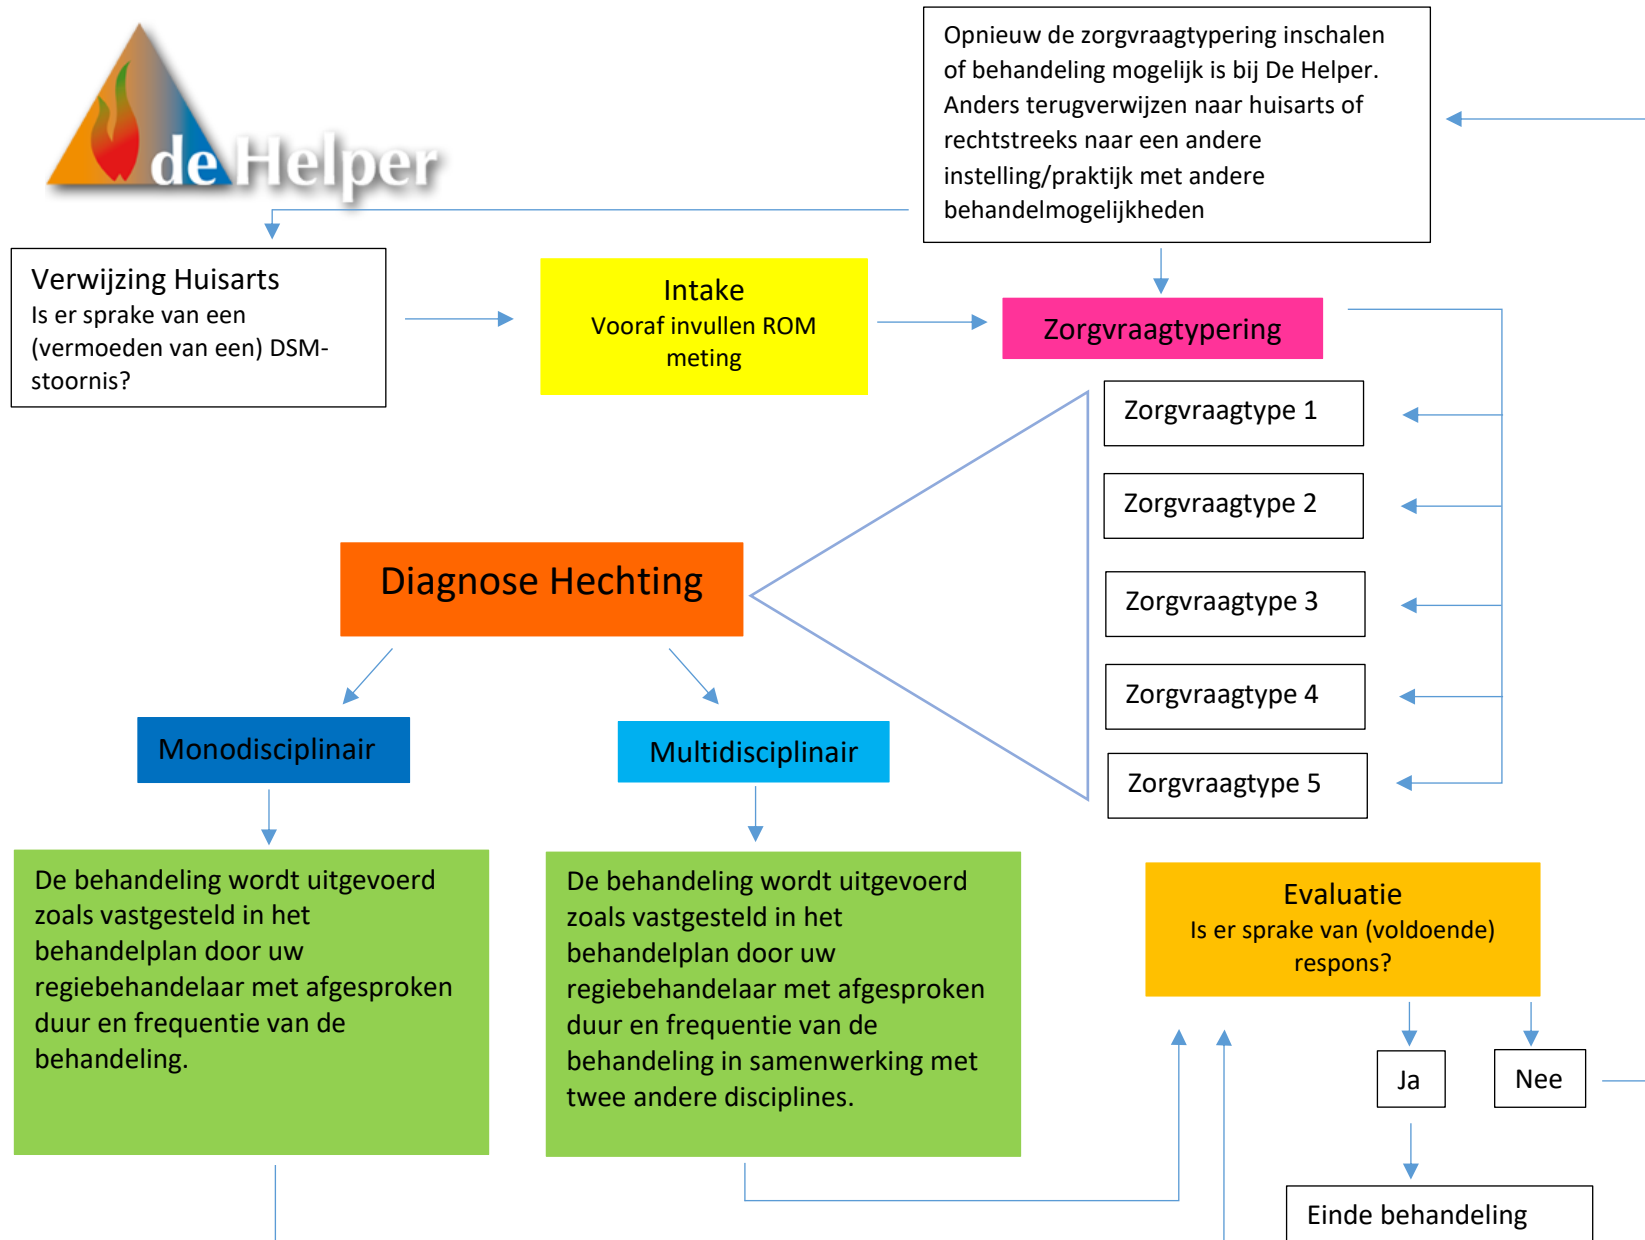 de Helper
Opnieuw de zorgvraagtypering inschalen
of behandeling mogelijk is bij De Helper.
Anders terugverwijzen naar huisarts of
rechtstreeks naar een andere
instelling/praktijk met andere
behandelmogelijkheden
Verwijzing Huisarts
Is er sprake van een
(vermoeden van een) DSM-
stoornis?
Intake
Vooraf invullen ROM
meting
Zorgvraagtypering
Zorgvraagtype 1
Zorgvraagtype 2
Zorgvraagtype 3
Zorgvraagtype 4
Zorgvraagtype 5
Diagnose Hechting
Monodisciplinair
Multidisciplinair
De behandeling wordt uitgevoerd
zoals vastgesteld in het
behandelplan door uw
regiebehandelaar met afgesproken
duur en frequentie van de
behandeling.
De behandeling wordt uitgevoerd
zoals vastgesteld in het
behandelplan door uw
regiebehandelaar met afgesproken
duur en frequentie van de
behandeling in samenwerking met
twee andere disciplines.
Evaluatie
Is er sprake van (voldoende)
respons?
Ja
Nee
Einde behandeling